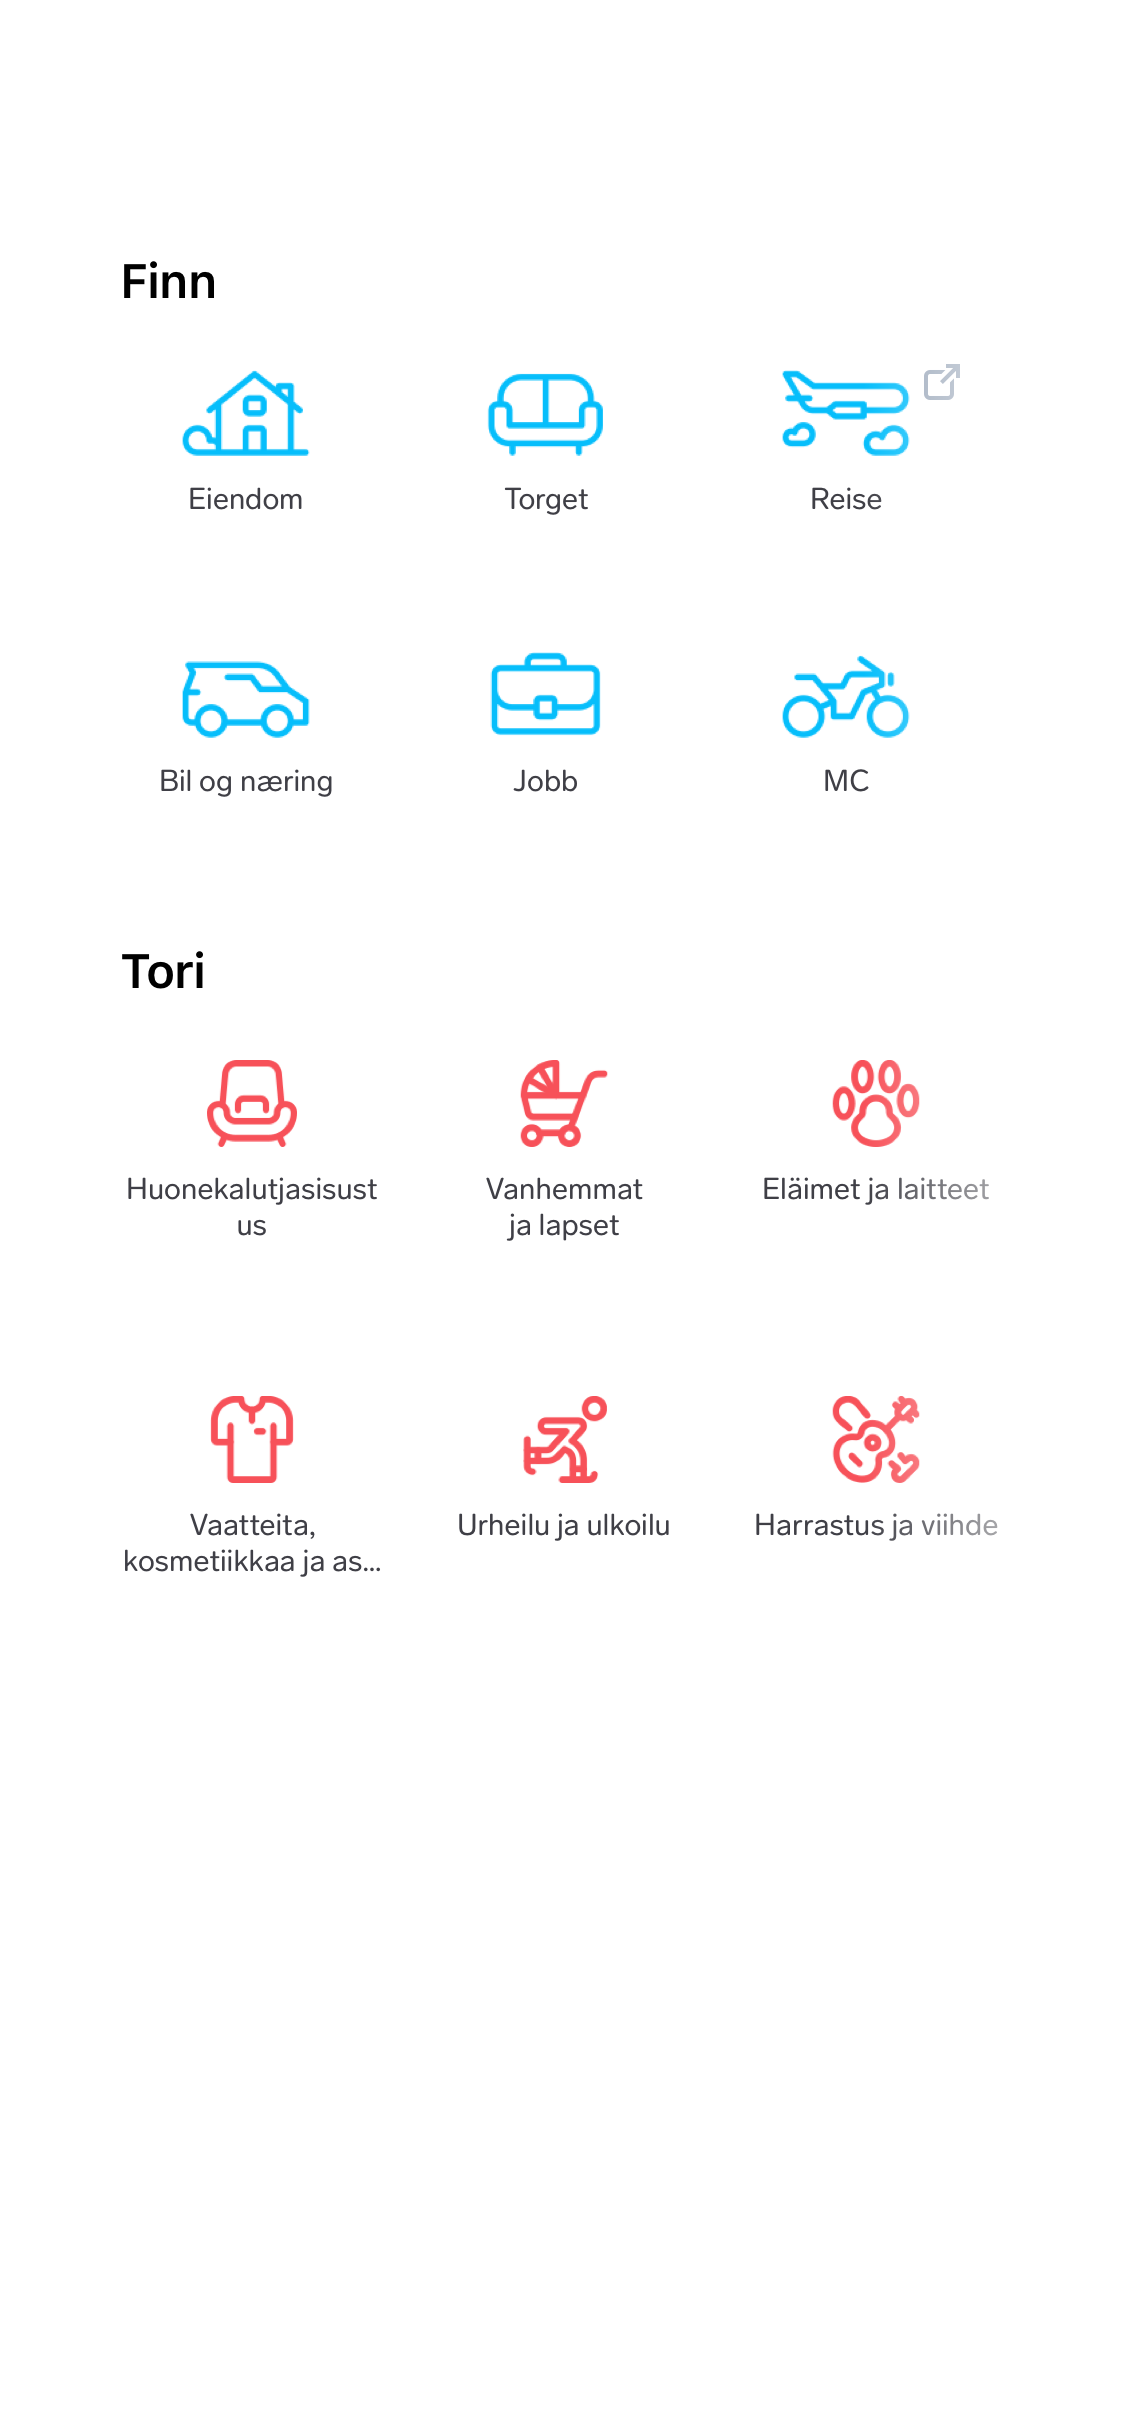 Finn
Eiendom
Torget
Reise
Bil og næring
Jobb
MC
Tori
Huonekalutjasisust
us
Vanhemmat
ja lapset
Eläimet ja laitteet
Vaatteita,
kosmetiikkaa ja as...
Urheilu ja ulkoilu
Harrastus ja viihde